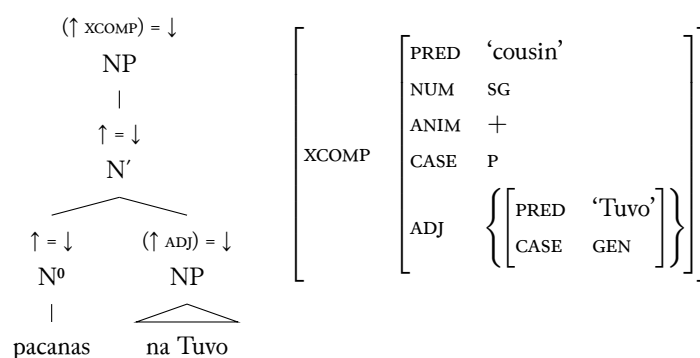 (↑ XCOMP) = ↓
NP
↑ = ↓
N′
↑ = ↓ (↑ ADJ) = ↓
N⁰ NP
pacanas na Tuvo
XCOMP
PRED ‘cousin’
NUM SG
ANIM +
CASE P
ADJ
PRED ‘Tuvo’
CASE GEN